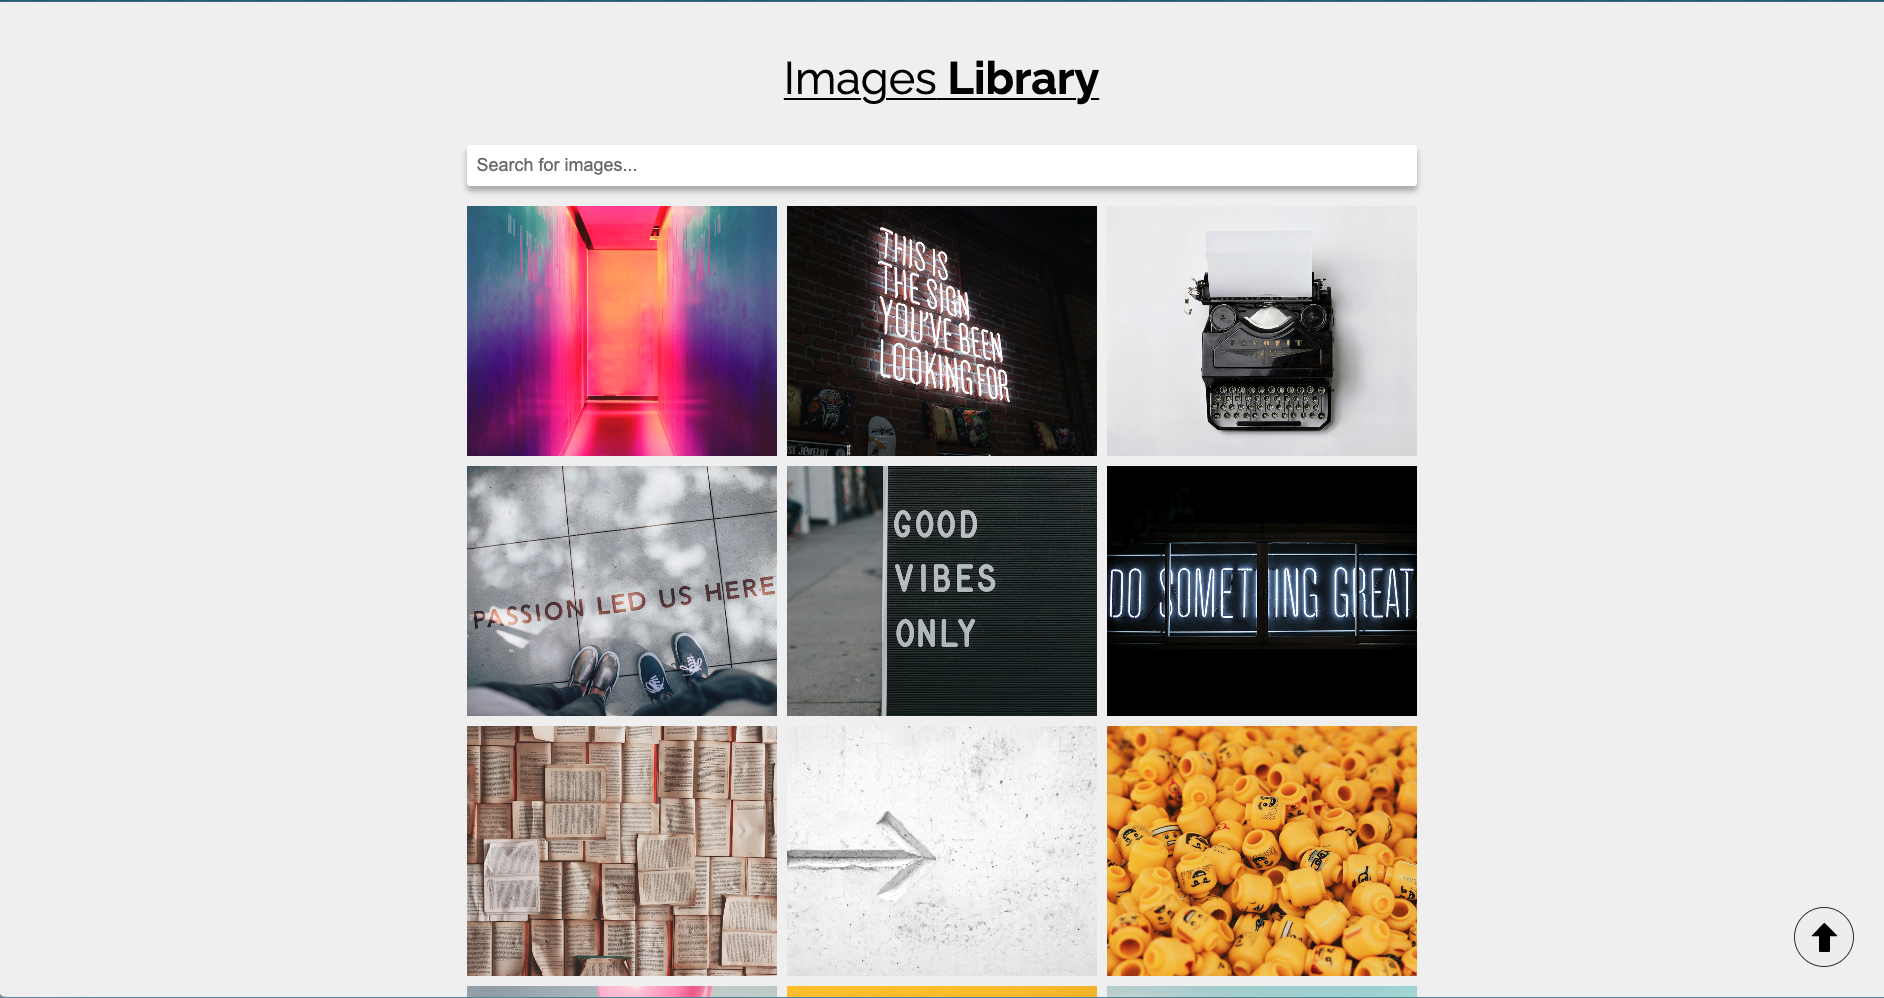 Images Library
Search for images...
THIS IS
THE SIGN
YOU'VE BEEN
LOOKING FOR
FAVORIT
PASSION LED US HERE
GOOD
VIBES
ONLY
DO SOMETHING GREAT